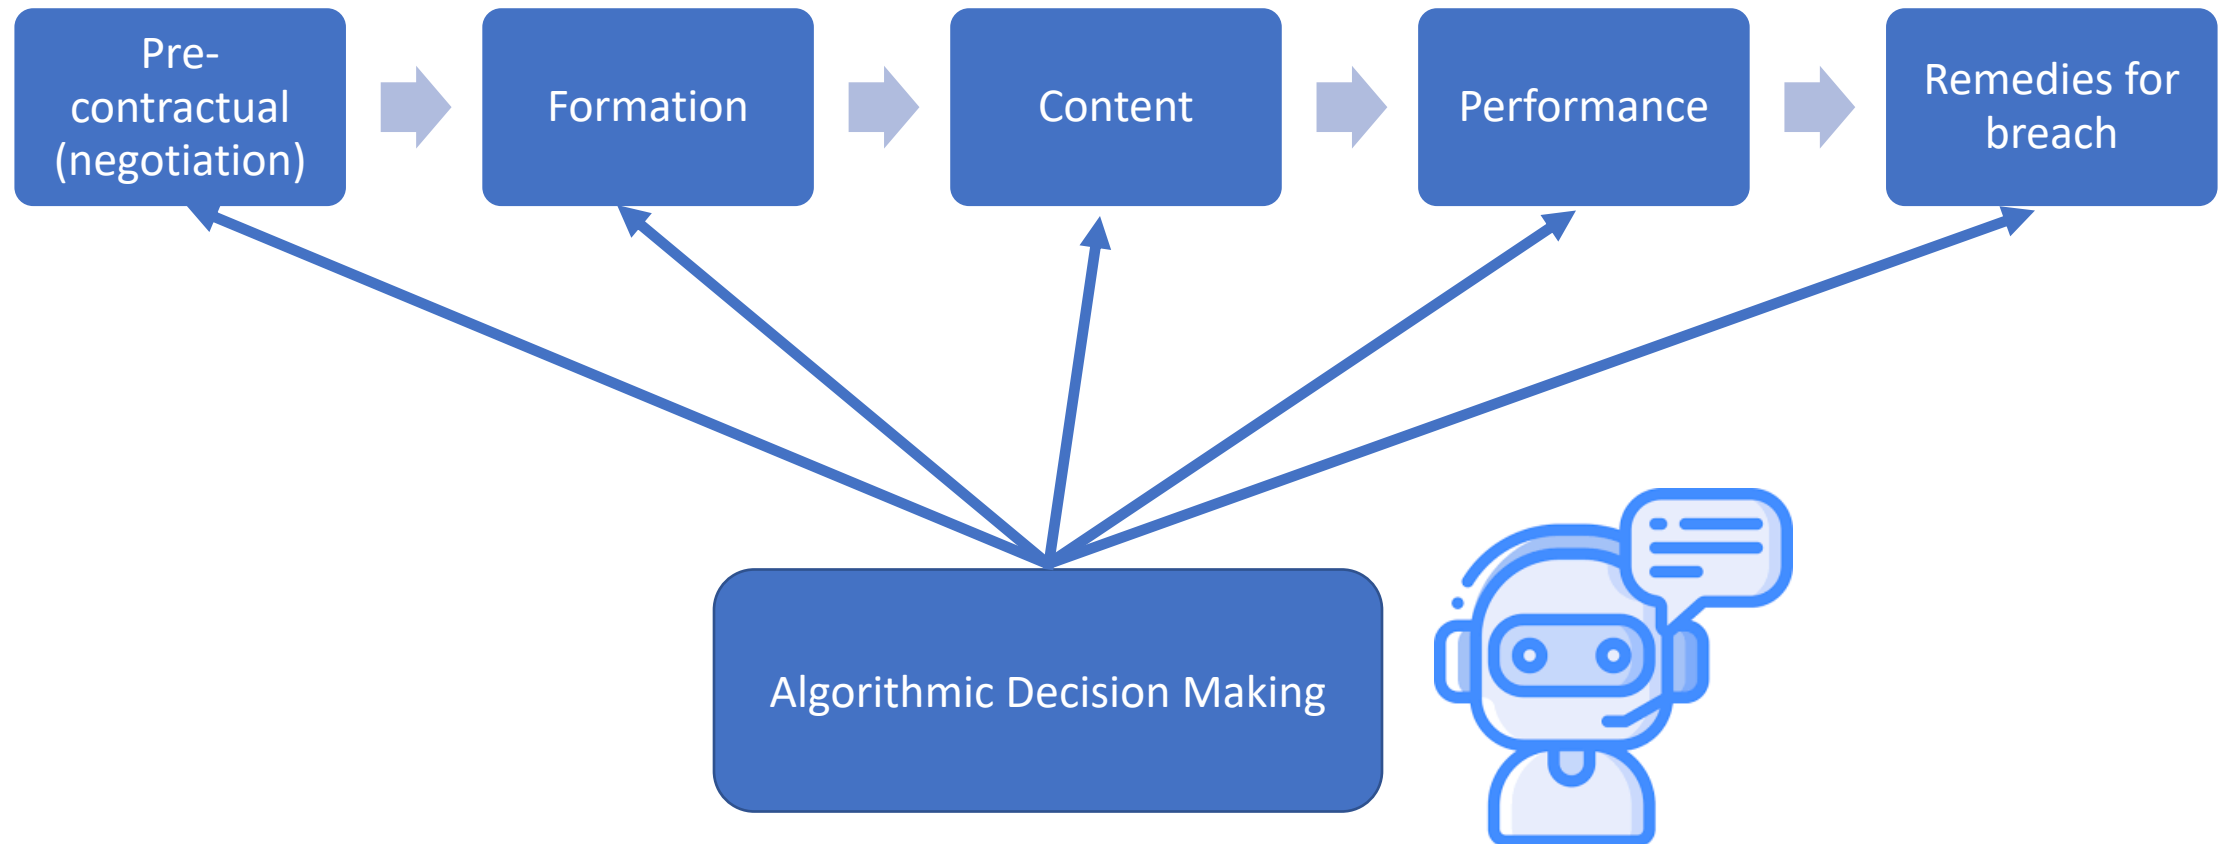 Pre-
contractual
(negotiation)
Formation
Content
Performance
Remedies for
breach
Algorithmic Decision Making